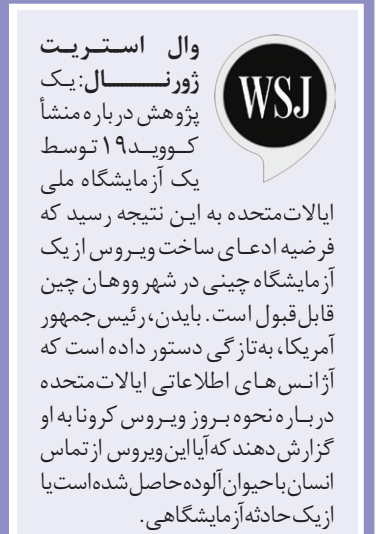 وال استریت
ژورنال: یک
پژوهش درباره منشأ
کووید۱۹ توسط
یک آزمایشگاه ملی
WSJ
ایالات‌متحده به این نتیجه رسید که
فرضیه ادعای ساخت ویروس از یک
آزمایشگاه چینی در شهر ووهان چین
قابل‌قبول است. بایدن، رئیس جمهور
آمریکا، به‌تازگی دستور داده است که
آژانس‌های اطلاعاتی ایالات‌متحده
درباره نحوه بروز ویروس کرونا به او
گزارش دهند که آیا این ویروس از تماس
انسان با حیوان آلوده حاصل شده است یا
از یک حادثه آزمایشگاهی.